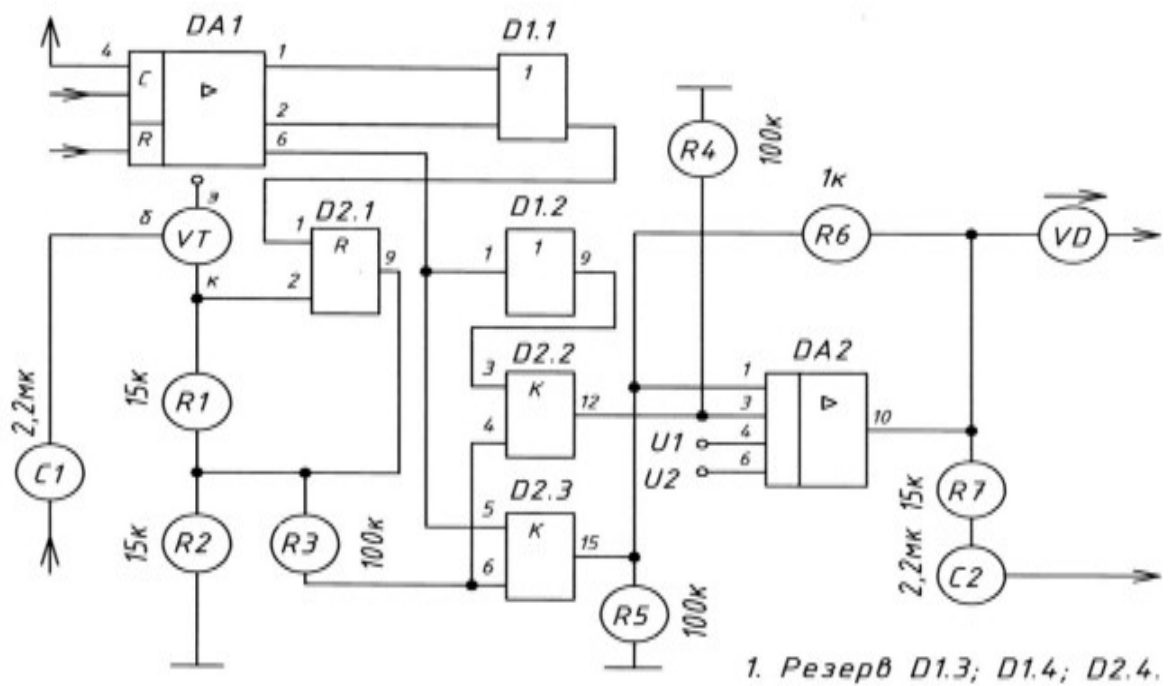 DA1
D1.1
4
C
R
1
2
6
1
R4
100к
э
б
VT
к
D2.1
1
R
9
2
D1.2
1
1
9
1к
R6
VD
15к
R1
2,2мк
C1
D2.2
3
К
12
4
DA2
1
3
4
6
10
U1
U2
15к
R2
R3
100к
D2.3
5
К
15
6
R5
100к
R7
15к
2,2мк
C2
1. Резерв D1.3; D1.4; D2.4.